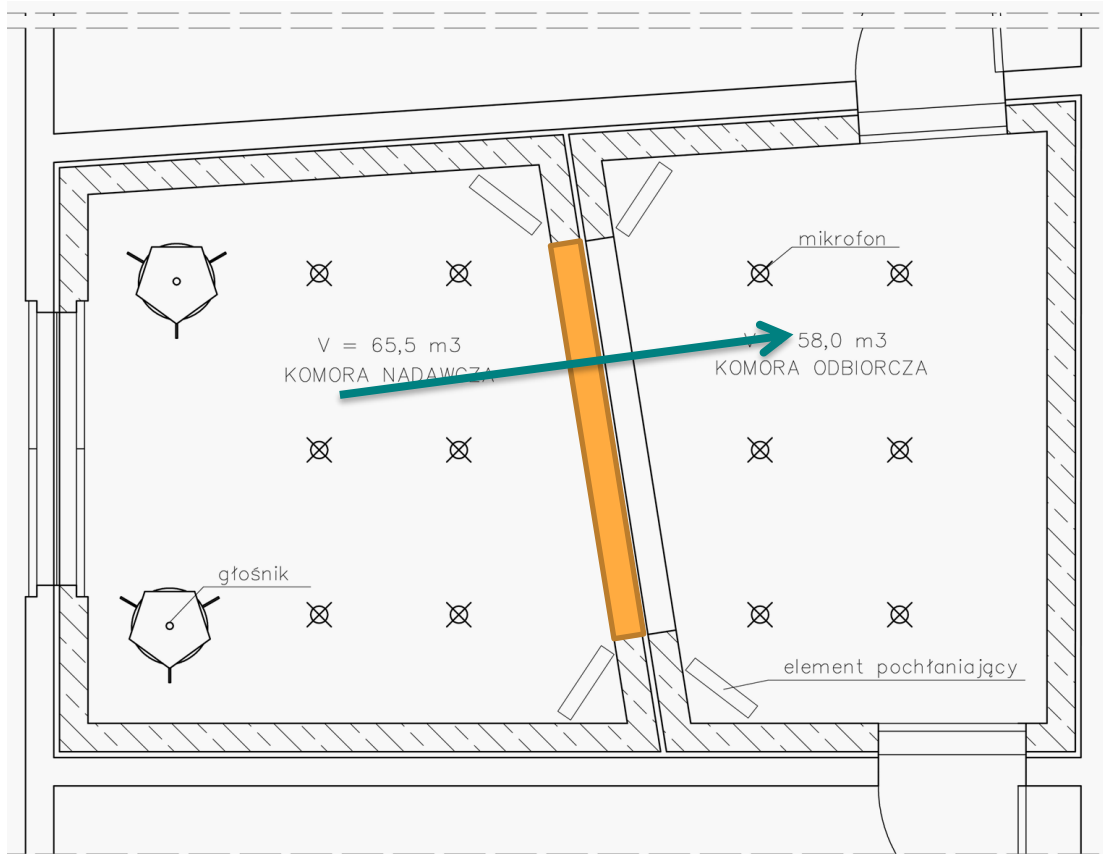 mikrofon
V = 65,5 m3
KOMORA NADAWCZA
V 58,0 m3
KOMORA ODBIORCZA
głośnik
element pochłaniający